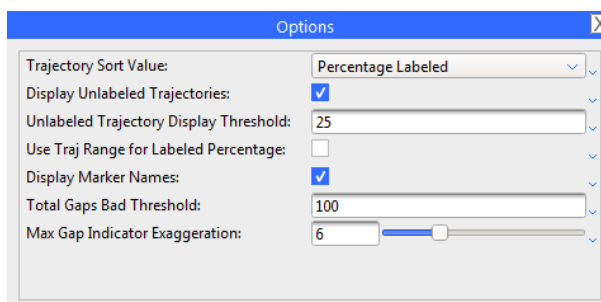 Options
Trajectory Sort Value: Percentage Labeled
Display Unlabeled Trajectories:
Unlabeled Trajectory Display Threshold: 25
Use Traj Range for Labeled Percentage:
Display Marker Names:
Total Gaps Bad Threshold: 100
Max Gap Indicator Exaggeration: 6